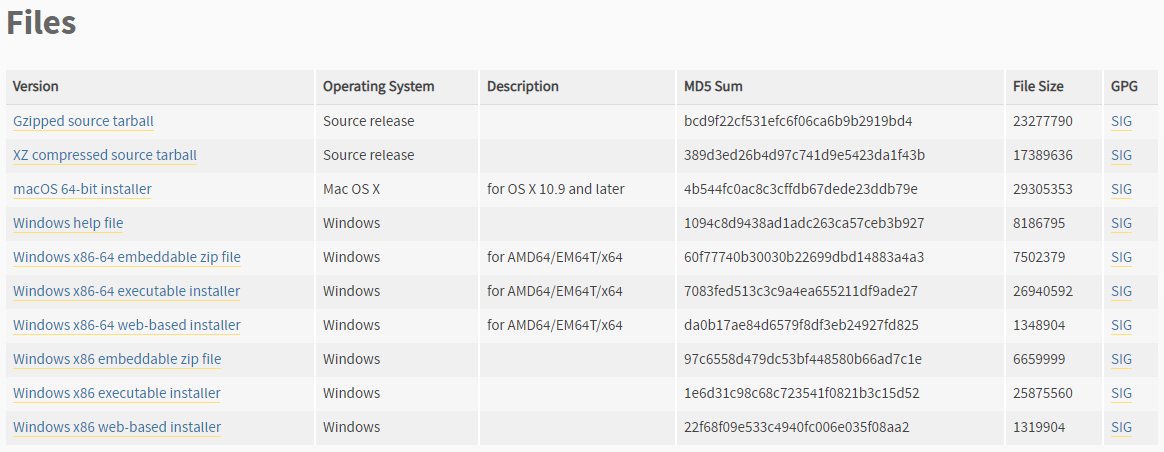 Files
Version Operating System Description MD5 Sum File Size GPG
Gzipped source tarball Source release bcd9f22cf531efc6f06ca6b9b2919bd4 23277790 SIG
XZ compressed source tarball Source release 389d3ed26b4d97c741d9e5423da1f43b 17389636 SIG
macOS 64-bit installer Mac OS X for OS X 10.9 and later 4b544fc0ac8c3cffdb67dede23ddb79e 29305353 SIG
Windows help file Windows 1094c8d9438ad1adc263ca57ceb3b927 8186795 SIG
Windows x86-64 embeddable zip file Windows for AMD64/EM64T/x64 60f77740b30030b22699dbd14883a4a3 7502379 SIG
Windows x86-64 executable installer Windows for AMD64/EM64T/x64 7083fed513c3c9a4ea655211df9ade27 26940592 SIG
Windows x86-64 web-based installer Windows for AMD64/EM64T/x64 da0b17ae84d6579f8df3eb24927fd825 1348904 SIG
Windows x86 embeddable zip file Windows 97c6558d479dc53bf448580b66ad7c1e 6659999 SIG
Windows x86 executable installer Windows 1e6d31c98c68c723541f0821b3c15d52 25875560 SIG
Windows x86 web-based installer Windows 22f68f09e533c4940fc006e035f08aa2 1319904 SIG